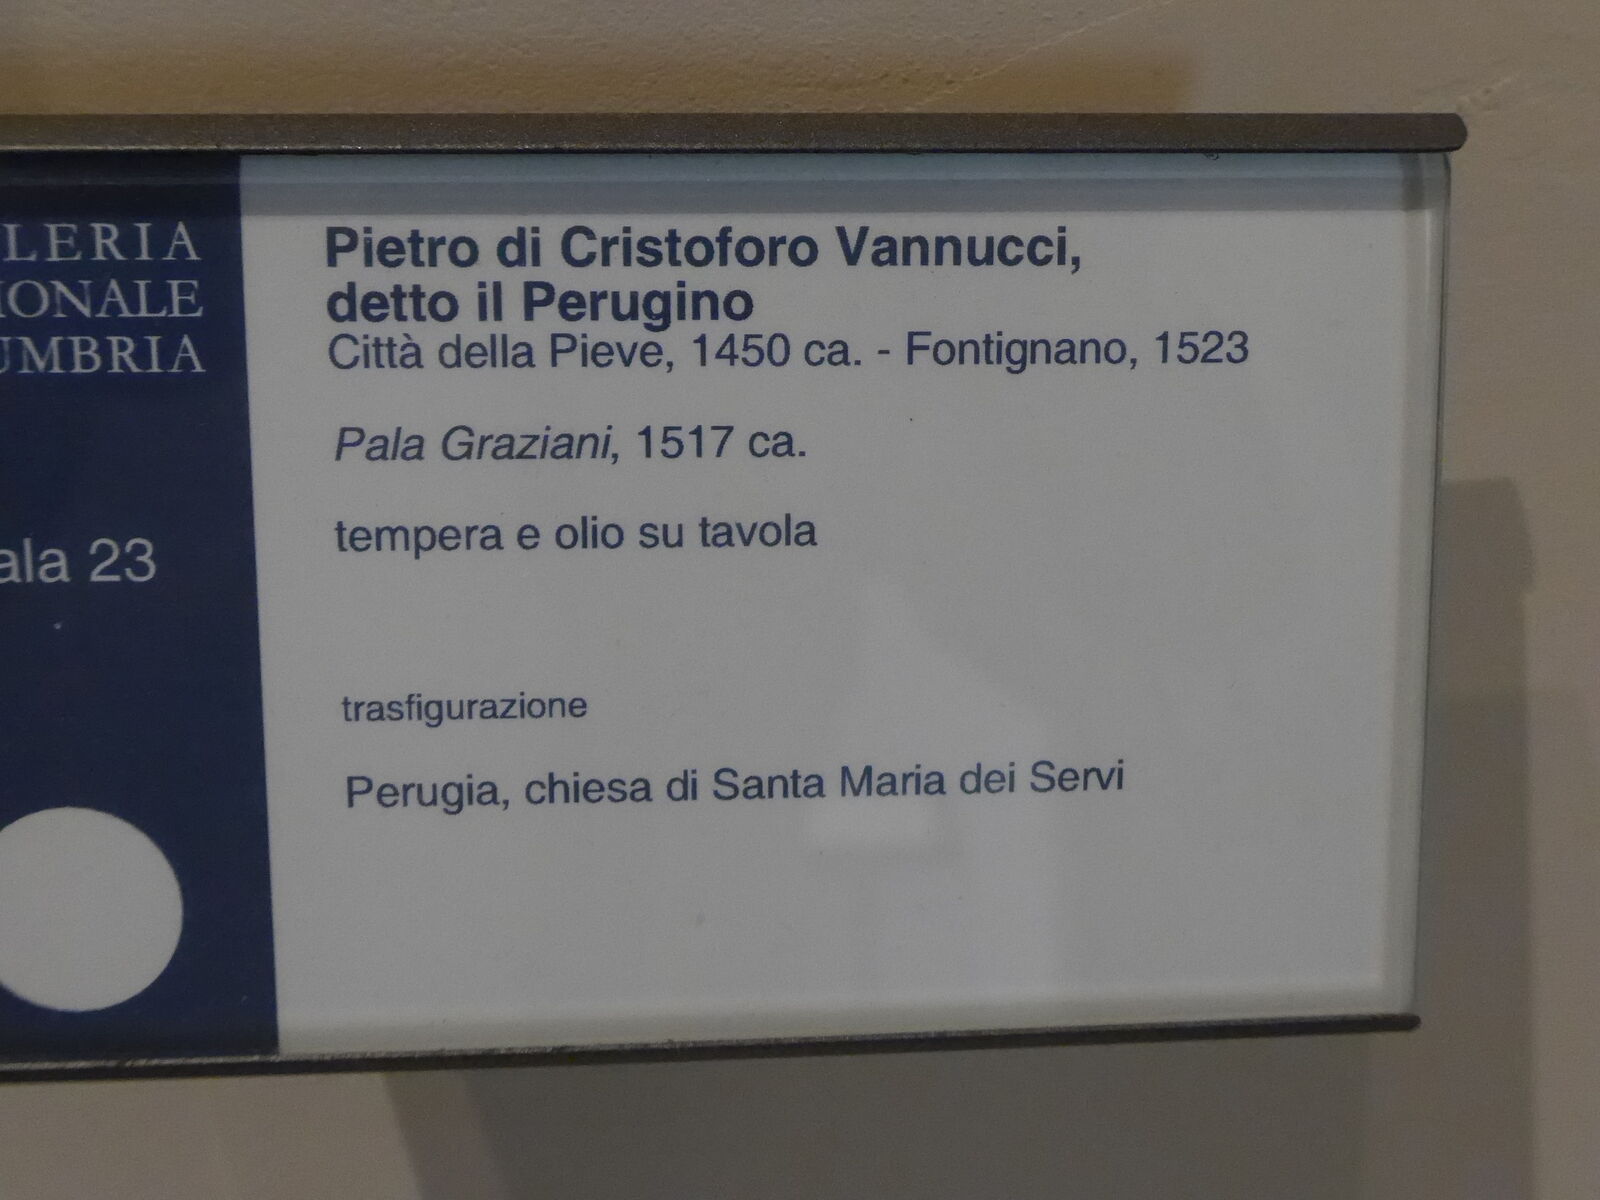 LERIA
IONALE
UMBRIA
ala 23
Pietro di Cristoforo Vannucci,
detto il Perugino
Città della Pieve, 1450 ca. - Fontignano, 1523
Pala Graziani, 1517 ca.
tempera e olio su tavola
trasfigurazione
Perugia, chiesa di Santa Maria dei Servi